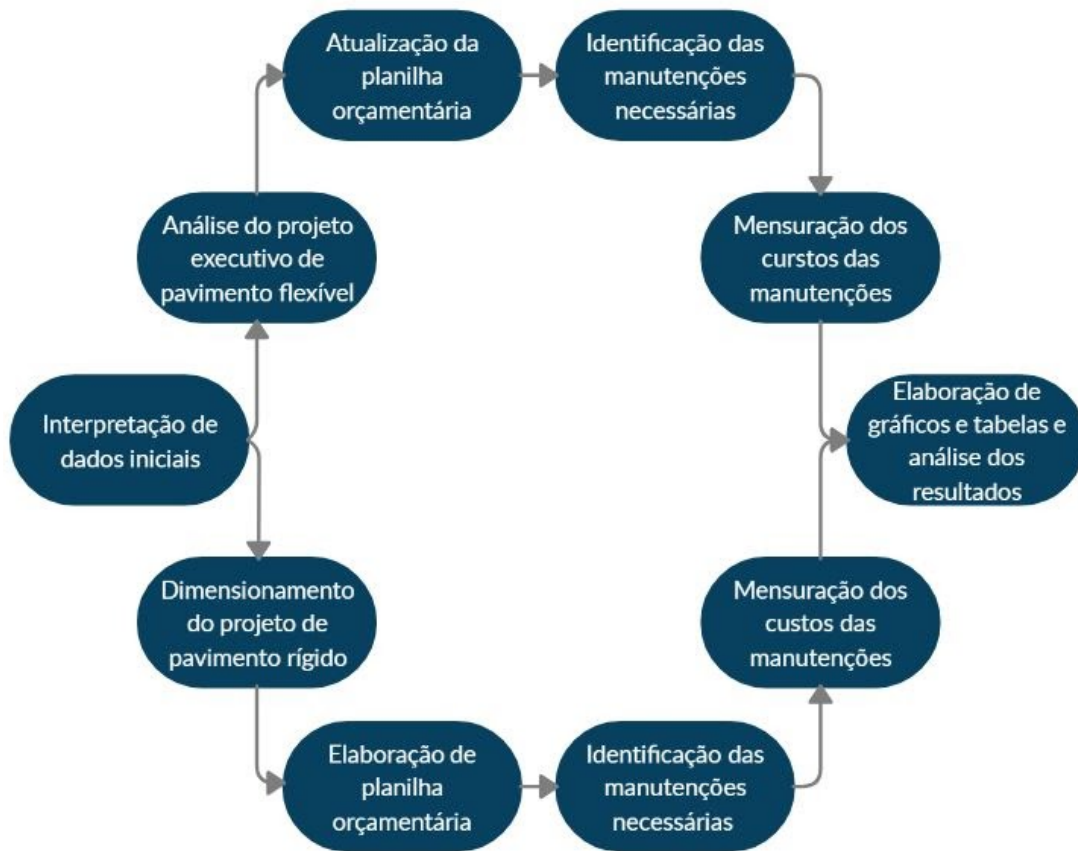 Atualização da
planilha
orçamentária
Identificação das
manutenções
necessárias
Análise do projeto
executivo de
pavimento flexível
Mensuração dos
curstos das
manutenções
Interpretação de
dados iniciais
Elaboração de
gráficos e tabelas e
análise dos
resultados
Dimensionamento
do projeto de
pavimento rígido
Mensuração dos
custos das
manutenções
Elaboração de
planilha
orçamentária
Identificação das
manutenções
necessárias